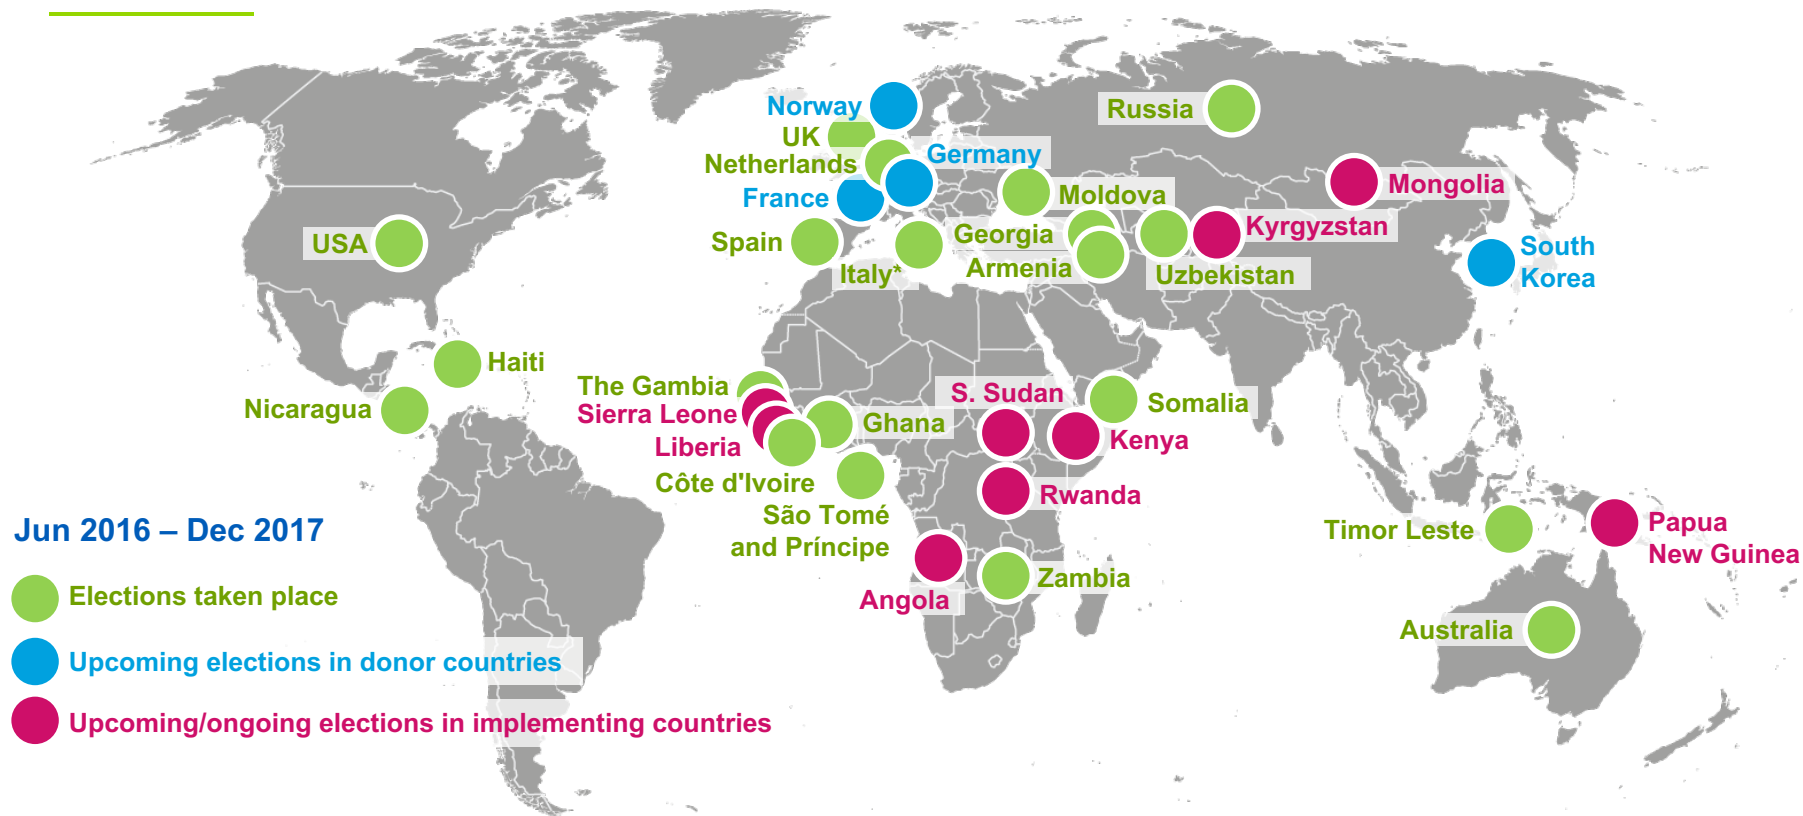 Norway
UK
Netherlands
Germany
France
Russia
Mongolia
Moldova
Kyrgyzstan
USA
Spain
Georgia
South
Korea
Italy*
Armenia
Uzbekistan
Haiti
The Gambia
S. Sudan
Nicaragua
Sierra Leone
Somalia
Ghana
Liberia
Kenya
Côte d'Ivoire
Rwanda
São Tomé
and Príncipe
Timor Leste
Papua
New Guinea
Jun 2016 – Dec 2017
Zambia
Angola
Australia
Elections taken place
Upcoming elections in donor countries
Upcoming/ongoing elections in implementing countries